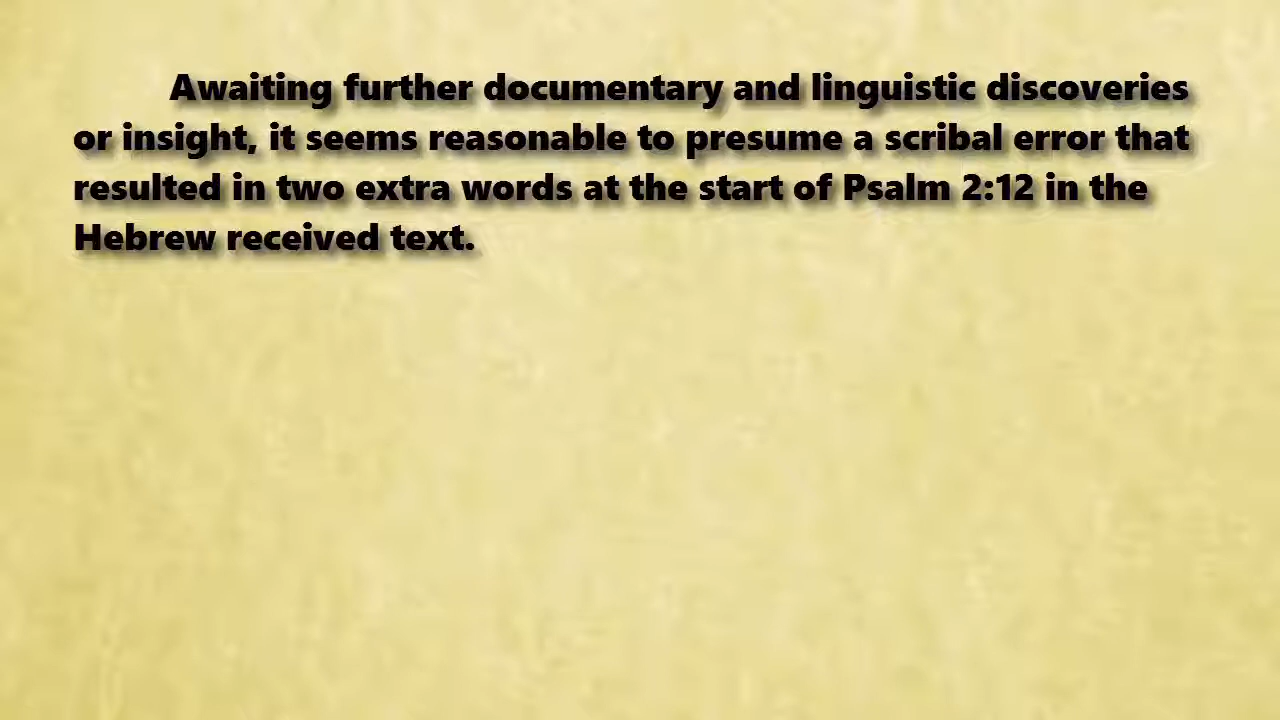 Awaiting further documentary and linguistic discoveries
or insight, it seems reasonable to presume a scribal error that
resulted in two extra words at the start of Psalm 2:12 in the
Hebrew received text.